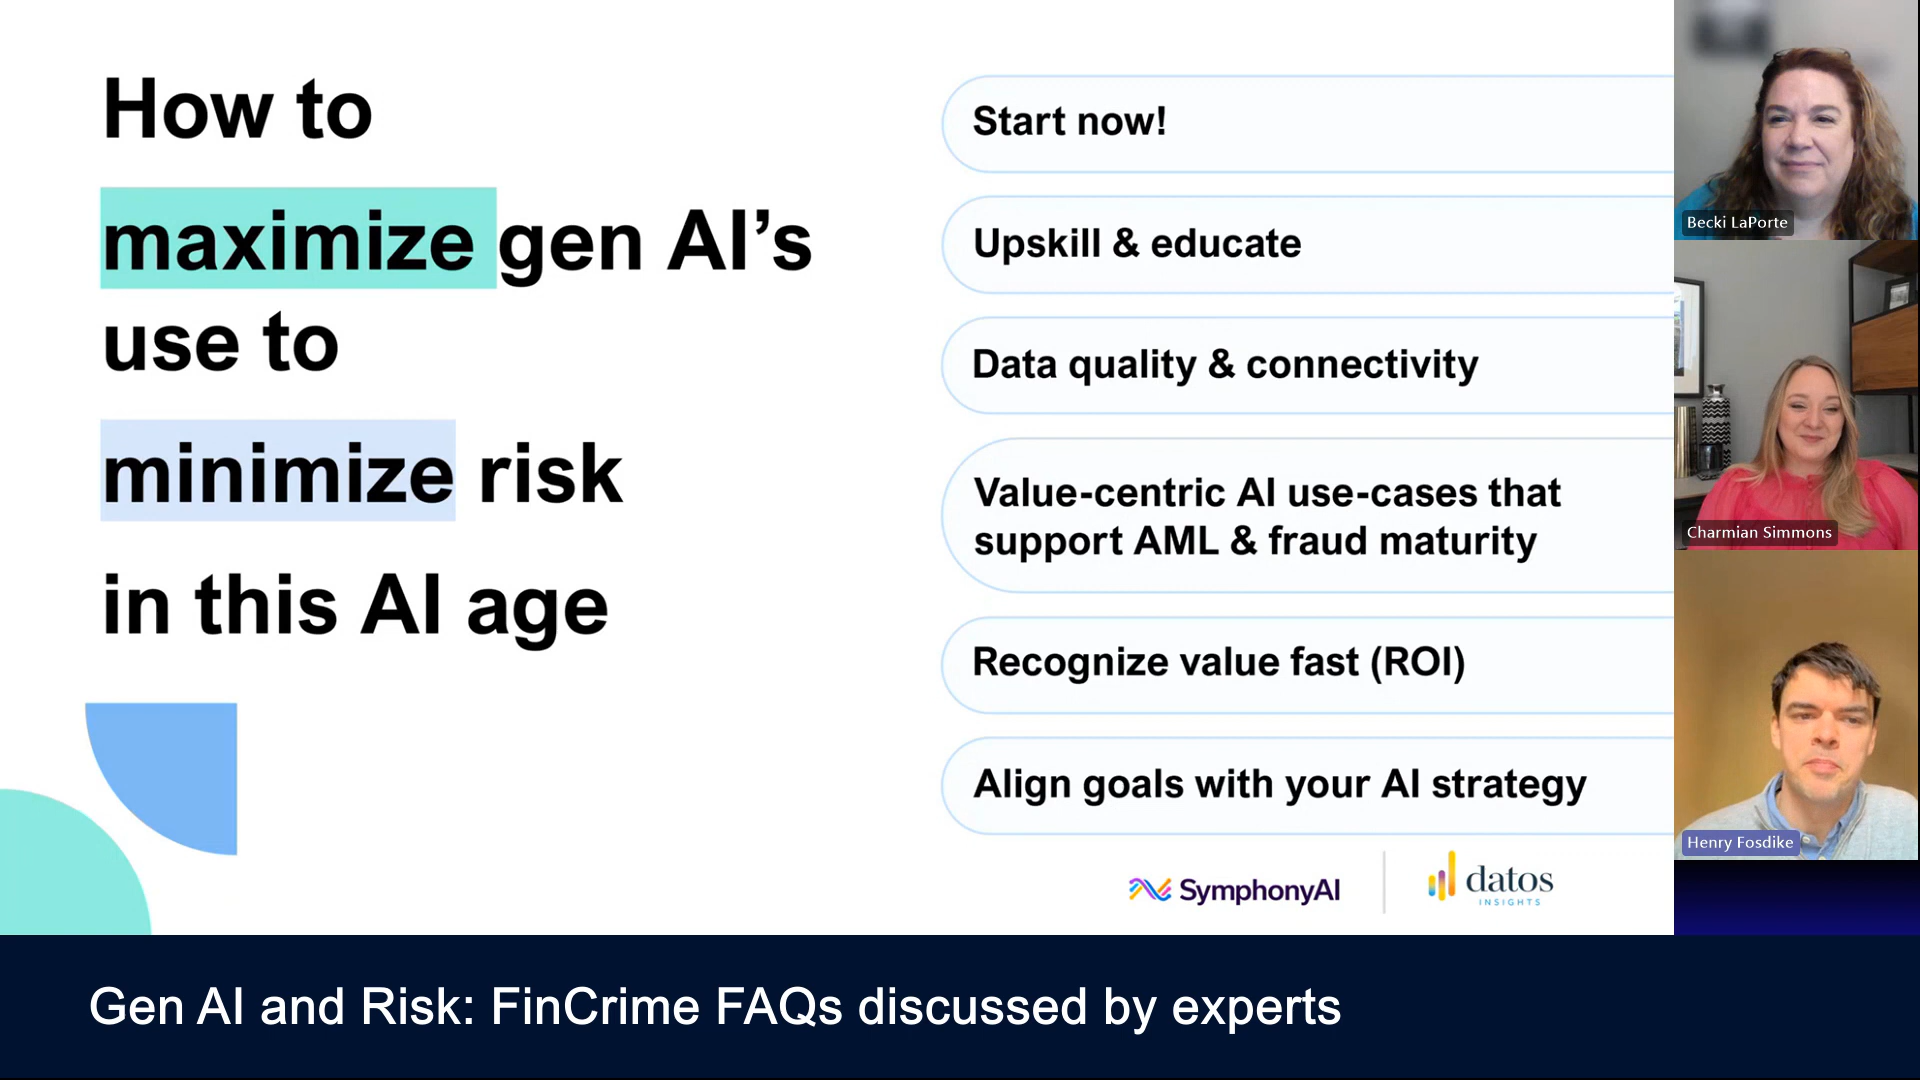 How to
maximize gen AI’s
use to
minimize risk
in this AI age
Start now!
Upskill & educate
Data quality & connectivity
Value-centric AI use-cases that
support AML & fraud maturity
Recognize value fast (ROI)
Align goals with your AI strategy
SymphonyAI
datos
INSIGHTS
Becki LaPorte
Charmian Simmons
Henry Fosdike
Gen AI and Risk: FinCrime FAQs discussed by experts